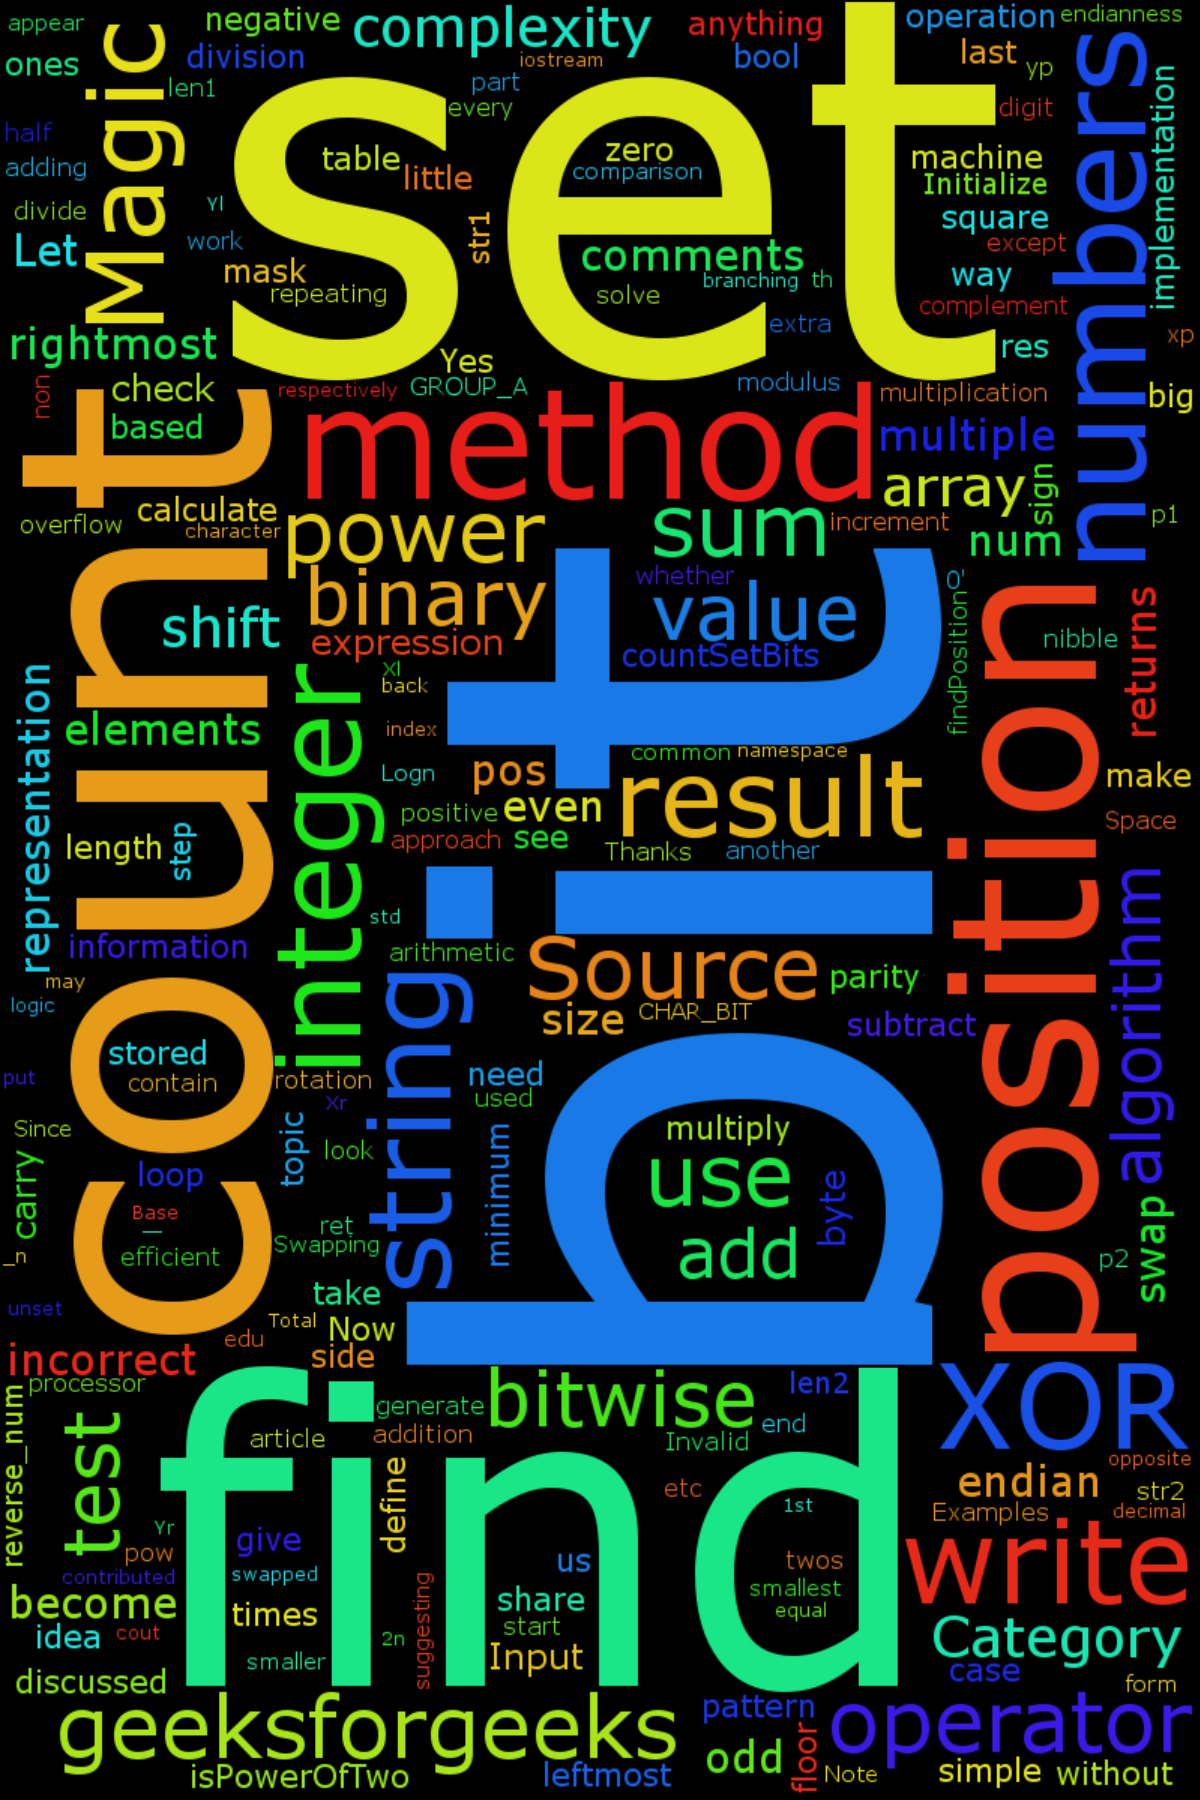 appear
negative
complexity
anything
operation
endianness
ones
division
iostream
bool
last
yp
Magic
len1
part
every
set
digit
numbers
implementation
half
adding
table
little
zero
comparison
machine
Initialize
divide
Yl
str1
square
Let
work
comments
except
mask
branching
th
way
repeating
solve
complement
rightmost
extra
res
xp
Yes
non
check
respectively
GROUP_A
modulus
multiplication
big
based
method
multiple
array
sign
calculate
overflow
character
power
sum
increment
num
p1
count
binary
whether
0'
shift
value
findPosition
nibble
returns
expression
countSetBits
position
representation
integer
xl
back
elements
index
common
namespace
bit
Logn
pos
result
make
positive
even
Space
length
step
approach
see
Thanks
another
algorithm
std
information
arithmetic
Source
parity
may
logic
string
size
CHAR_BIT
subtract
stored
contain
rotation
need
put
Xr
used
Since
topic
look
minimum
multiply
carry
loop
use
byte
swap
Base
—
ret
efficient
Swapping
add
p2
_n
take
unset
Total
edu
Now
incorrect
side
processor
find
generate
bitwise
len2
XOR
reverse_num
test
article
addition
end
Invalid
opposite
define
etc
endian
str2
1st
Examples
decimal
Yr
give
write
pow
us
twos
contributed
swapped
suggesting
smallest
become
times
share
equal
idea
cout
2n
start
Category
smaller
Input
case
discussed
form
geeksforgeeks
pattern
operator
odd
floor
isPowerOfTwo
leftmost
Note
simple
without